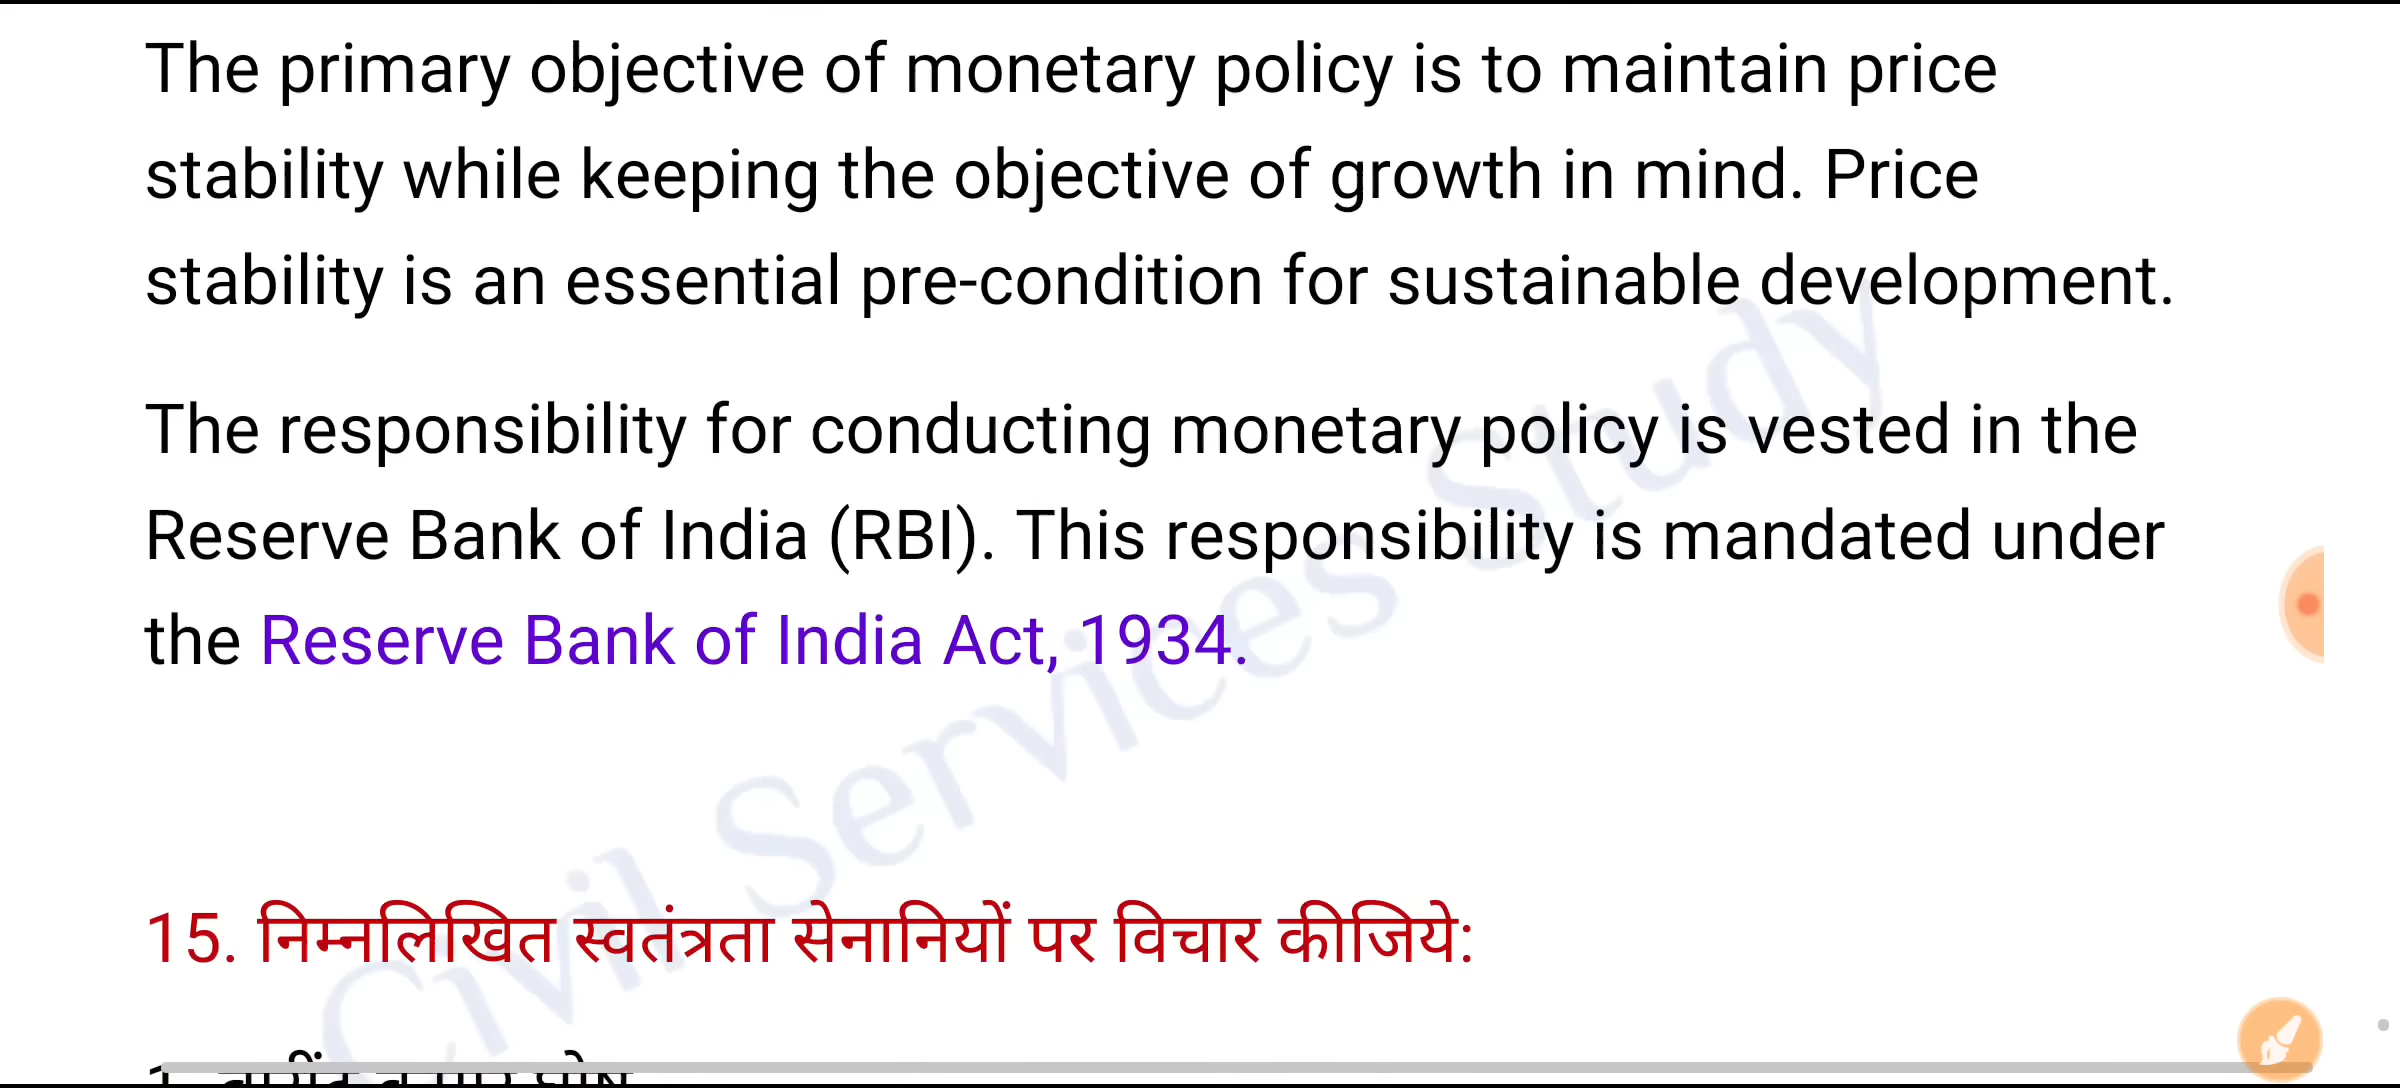 The primary objective of monetary policy is to maintain price
stability while keeping the objective of growth in mind. Price
stability is an essential pre-condition for sustainable development.
The responsibility for conducting monetary policy is vested in the
Reserve Bank of India (RBI). This responsibility is mandated under
the Reserve Bank of India Act, 1934.
Civil Services Study
15. निम्नलिखित स्वतंत्रता सेनानियों पर विचार कीजिये: